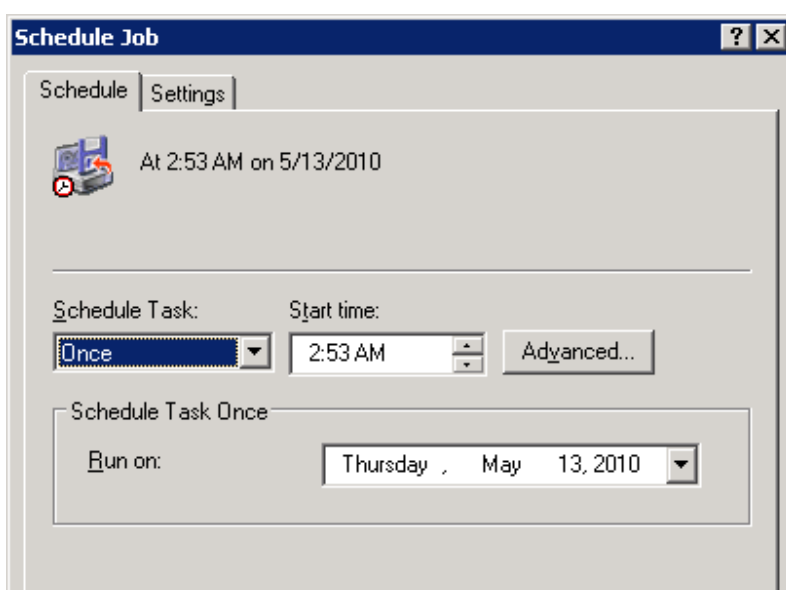 Schedule Job
Schedule Settings
At 2:53 AM on 5/13/2010
Schedule Task: Start time:
Once 2:53 AM Advanced...
Schedule Task Once
Run on: Thursday , May 13, 2010